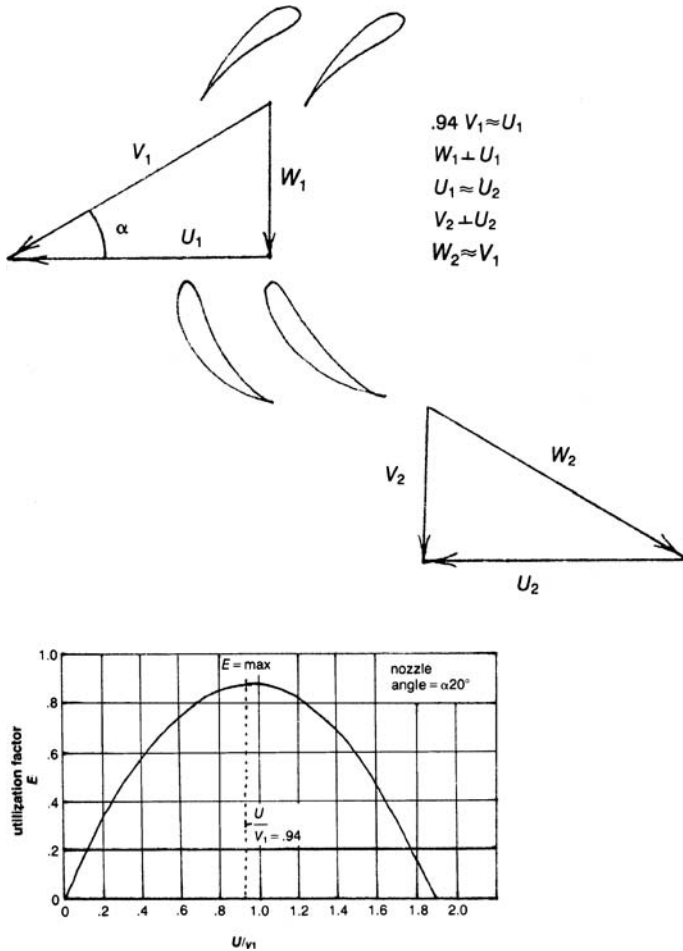 V₁
W₁
α
U₁
.94 V₁≈U₁
W₁⊥U₁
U₁≈U₂
V₂⊥U₂
W₂≈V₁
V₂
W₂
U₂
utilization factor
E
1.0
.8
.6
.4
.2
0
E = max
nozzle
angle = α20°
U
V₁ = .94
0 .2 .4 .6 .8 1.0 1.2 1.4 1.6 1.8 2.0
U/v1